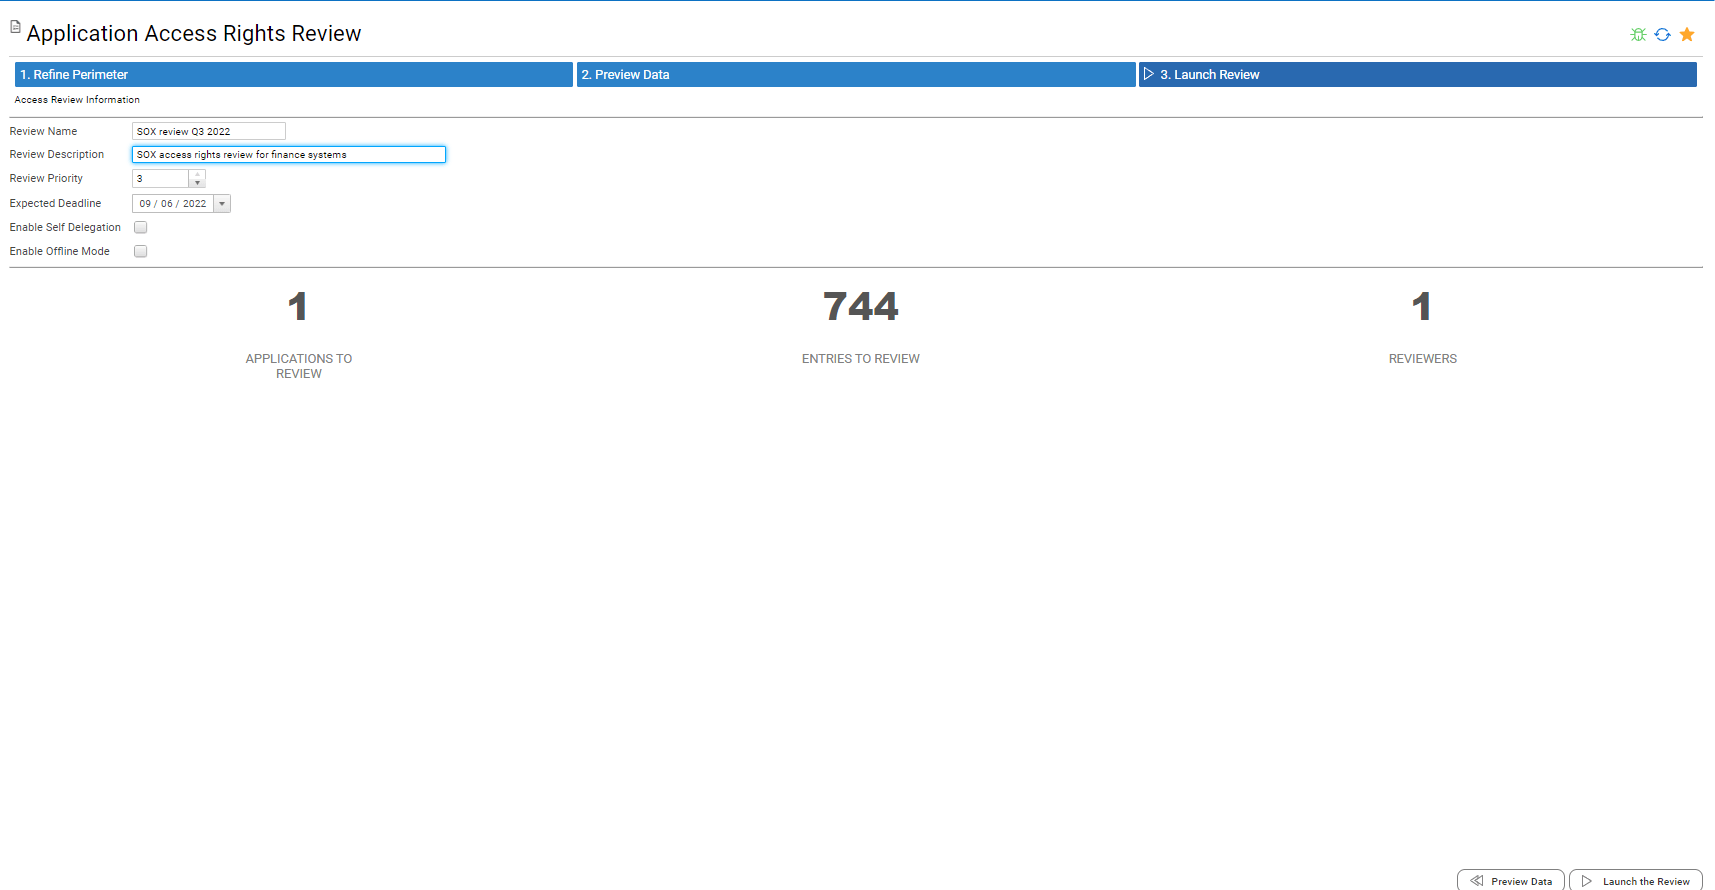 Application Access Rights Review
1. Refine Perimeter
2. Preview Data
3. Launch Review
Access Review Information
Review Name
SOX review Q3 2022
Review Description
SOX access rights review for finance systems
Review Priority
3
Expected Deadline
09 / 06 / 2022
Enable Self Delegation
Enable Offline Mode
1
744
1
APPLICATIONS TO
REVIEW
ENTRIES TO REVIEW
REVIEWERS
Preview Data
Launch the Review